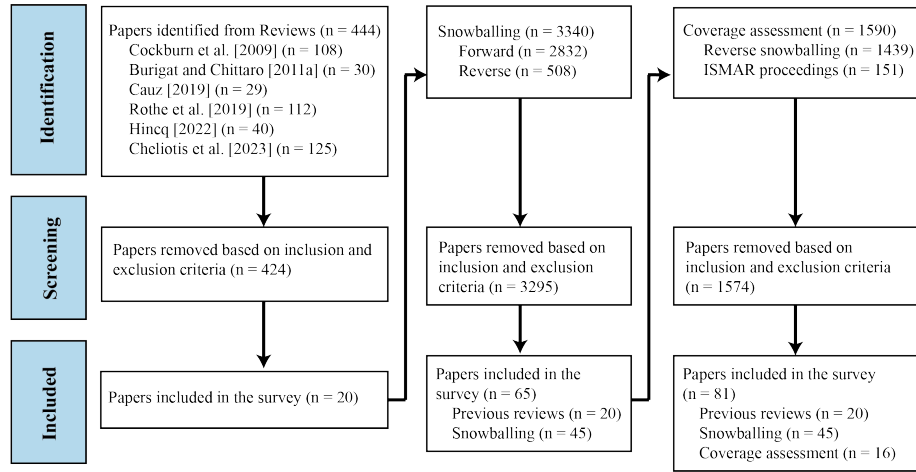 Identification
Papers identified from Reviews (n = 444)
Cockburn et al. [2009] (n = 108)
Burigat and Chittaro [2011a] (n = 30)
Cauz [2019] (n = 29)
Rothe et al. [2019] (n = 112)
Hincq [2022] (n = 40)
Cheliotis et al. [2023] (n = 125)
Snowballing (n = 3340)
Forward (n = 2832)
Reverse (n = 508)
Coverage assessment (n = 1590)
Reverse snowballing (n = 1439)
ISMAR proceedings (n = 151)
Screening
Papers removed based on inclusion and
exclusion criteria (n = 424)
Papers removed based on
inclusion and exclusion
criteria (n = 3295)
Papers removed based on
inclusion and exclusion criteria
(n = 1574)
Included
Papers included in the survey (n = 20)
Papers included in the
survey (n = 65)
Previous reviews (n = 20)
Snowballing (n = 45)
Papers included in the survey
(n = 81)
Previous reviews (n = 20)
Snowballing (n = 45)
Coverage assessment (n = 16)